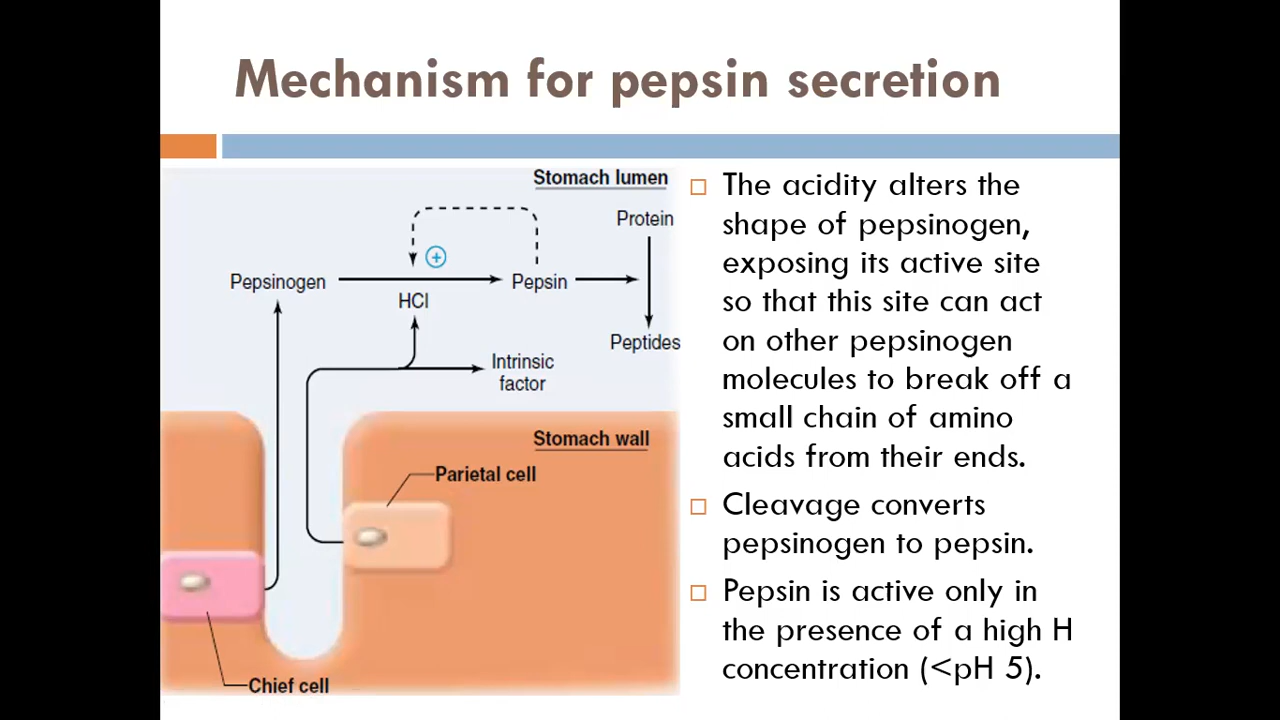 Mechanism for pepsin secretion
Stomach lumen
Protein
+
Pepsinogen
Pepsin
HCl
Peptides
Intrinsic
factor
Stomach wall
Parietal cell
Chief cell
The acidity alters the
shape of pepsinogen,
exposing its active site
so that this site can act
on other pepsinogen
molecules to break off a
small chain of amino
acids from their ends.
Cleavage converts
pepsinogen to pepsin.
Pepsin is active only in
the presence of a high H
concentration (<pH 5).